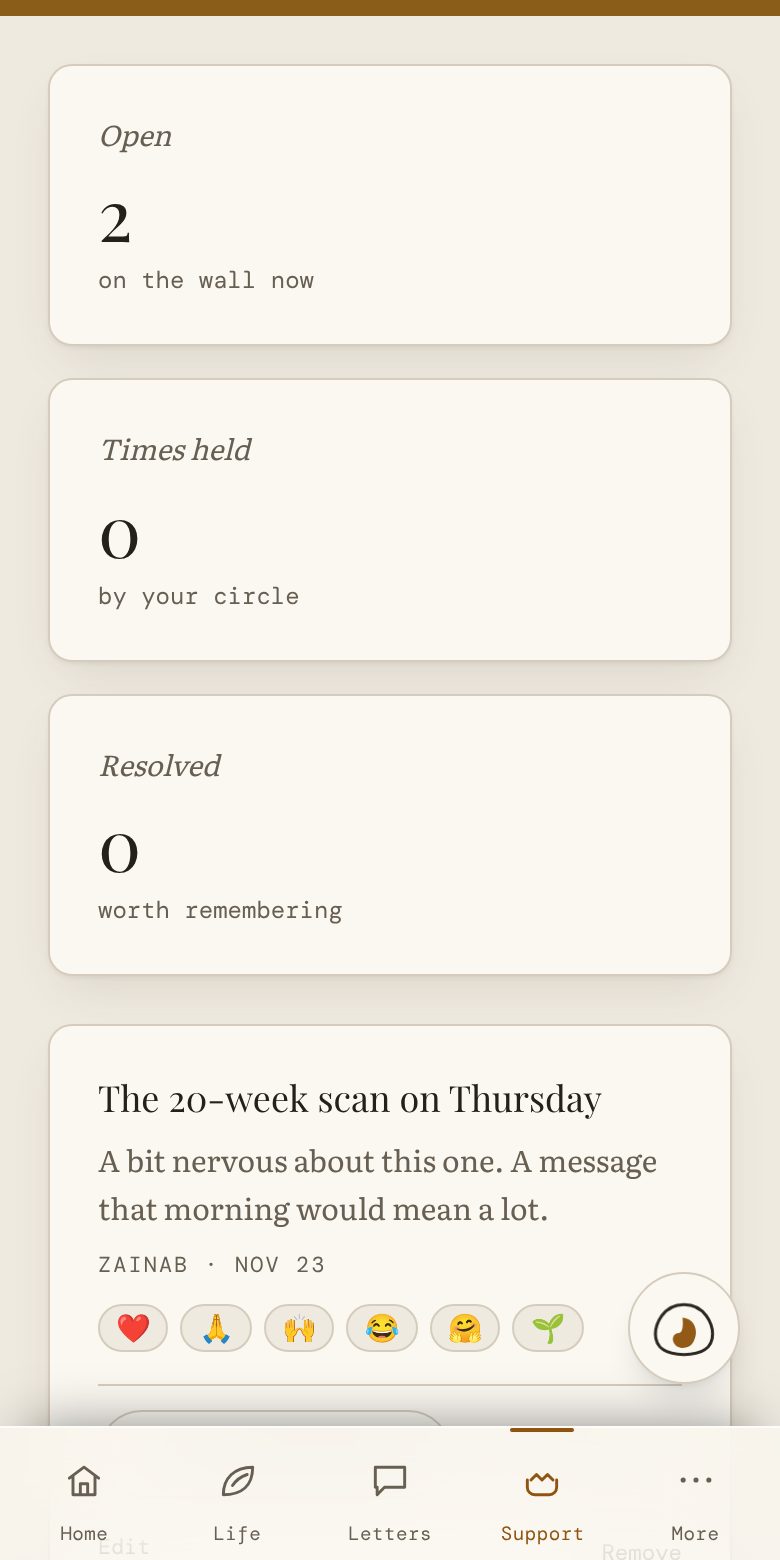 Open
2
on the wall now
Times held
0
by your circle
Resolved
0
worth remembering
The 20-week scan on Thursday
A bit nervous about this one. A message
that morning would mean a lot.
ZAINAB · NOV 23
Edit
Remove
Home
Life
Letters
Support
More